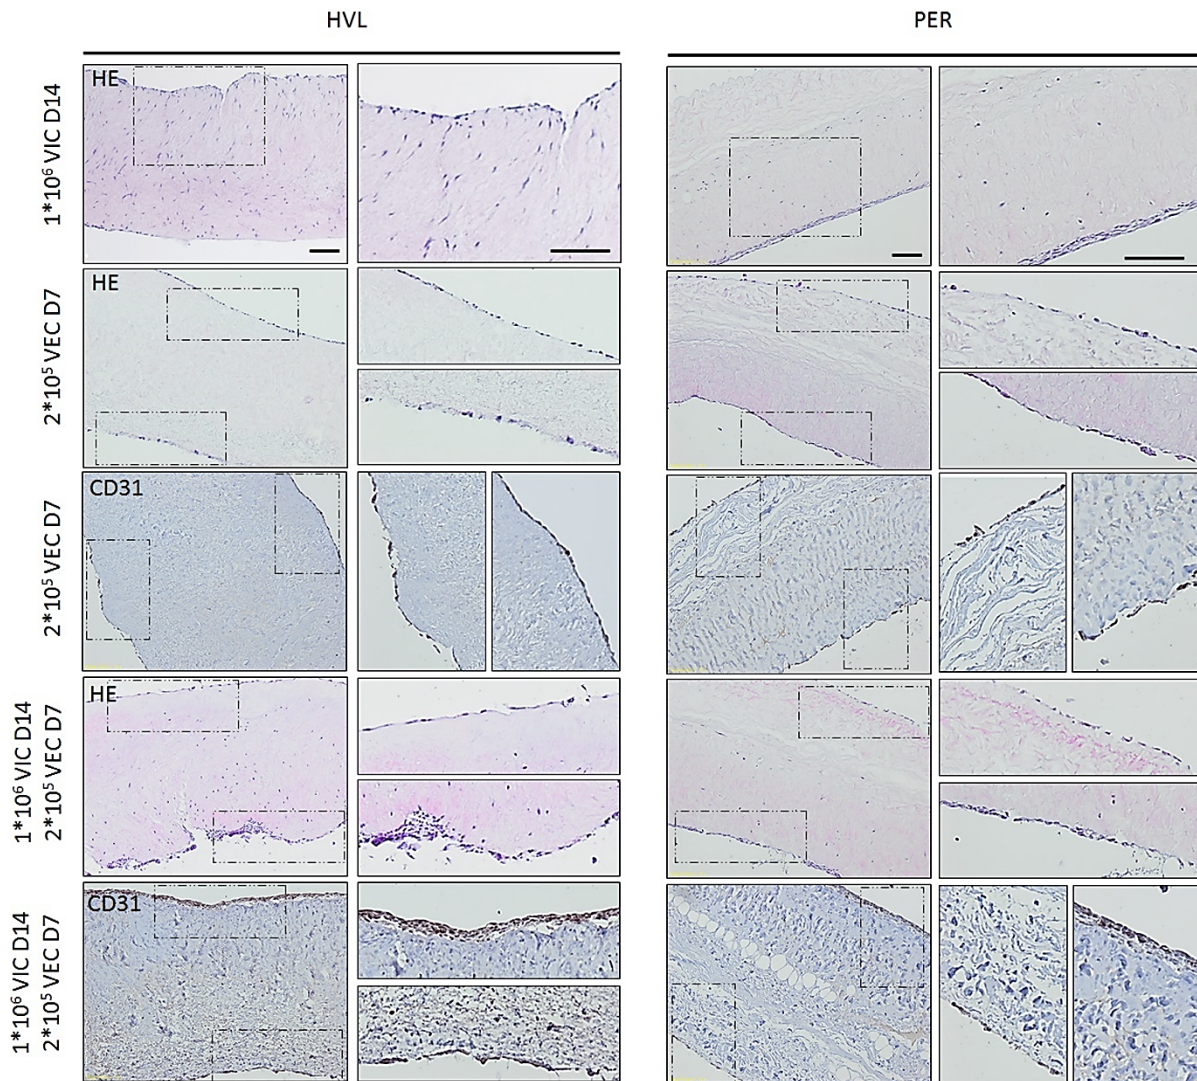 HVL
PER
1*10⁶ VIC D14
HE
2*10⁵ VEC D7
HE
2*10⁵ VEC D7
CD31
1*10⁶ VIC D14
2*10⁵ VEC D7
HE
1*10⁶ VIC D14
2*10⁵ VEC D7
CD31